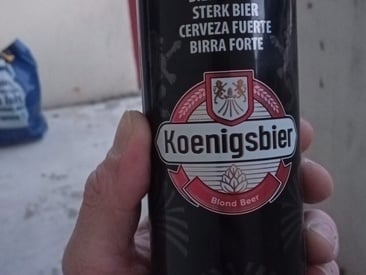 STERK BIER
CERVEZA FUERTE
BIRRA FORTE
Koenigsbier
Blond Beer